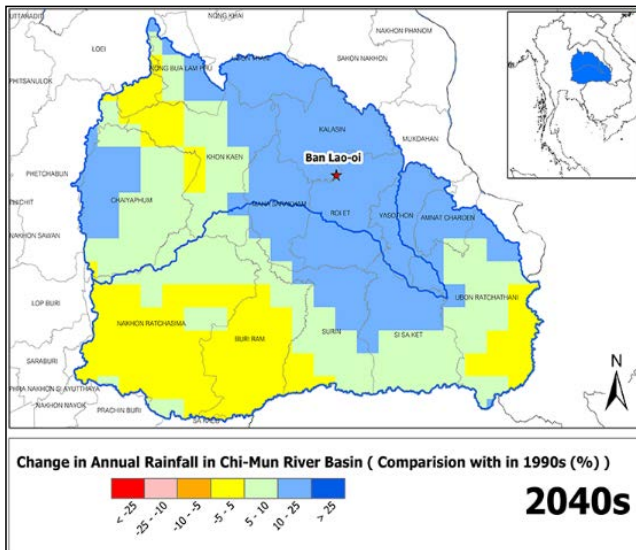 UTTARADIT
NONG KHAI
LOEI
NAKHON PHANOM
NONG BUA LAM PHU
SAKON NAKHON
PHITSANULOK
KALASIN
MUKDAHAN
Ban Lao-oi
KHON KAEN
PHETCHABUN
CHAIYAPHUM
ROI ET
YASOTHON
AMNAT CHAROEN
PHICHIT
NAKHON SAWAN
UBON RATCHATHANI
LOP BURI
NAKHON RATCHASIMA
BURI RAM
SURIN
SI SA KET
SARABURI
PHRA NAKHON SI AYUTTHAYA
NAKHON NAYOK
PRACHIN BURI
N
Change in Annual Rainfall in Chi-Mun River Basin ( Comparision with in 1990s (%) )
< -25
-25 - -10
-10 - -5
-5 - 5
5 - 10
10 - 25
> 25
2040s